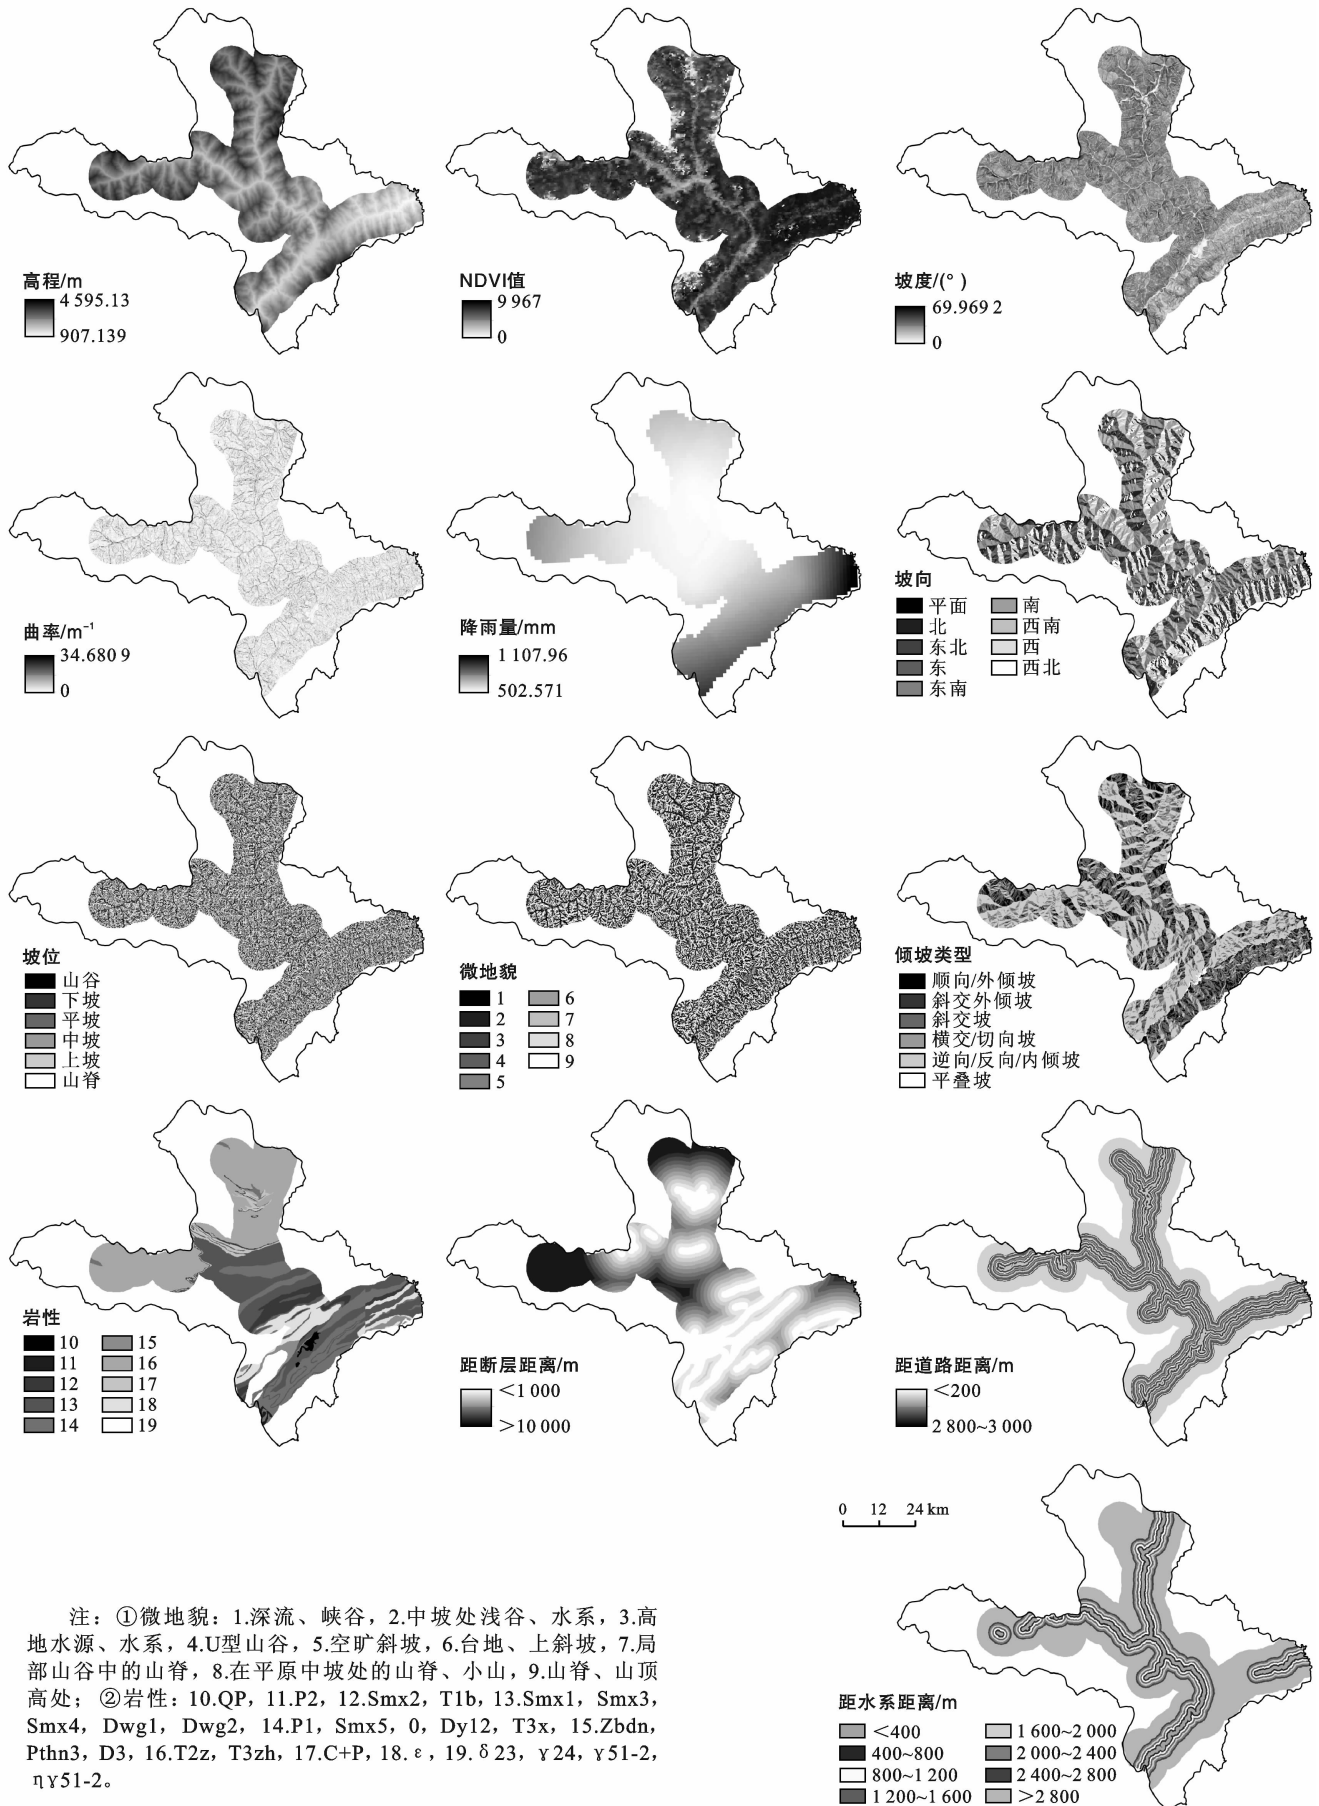 高程/m
4 595.13
907.139
NDVI值
9 967
0
坡度/(°)
69.969 2
0
曲率/m⁻¹
34.680 9
0
降雨量/mm
1 107.96
502.571
坡向
平面
北
东北
东
东南
南
西南
西
西北
坡位
山谷
下坡
平坡
中坡
上坡
山脊
微地貌
1
2
3
4
5
6
7
8
9
倾坡类型
顺向/外倾坡
斜交外倾坡
斜交坡
横交/切向坡
逆向/反向/内倾坡
平叠坡
岩性
10
11
12
13
14
15
16
17
18
19
距断层距离/m
<1 000
>10 000
距道路距离/m
<200
2 800~3 000
0 12 24 km
距水系距离/m
<400
400~800
800~1 200
1 200~1 600
1 600~2 000
2 000~2 400
2 400~2 800
>2 800
注：①微地貌：1.深流、峡谷，2.中坡处浅谷、水系，3.高
地水源、水系，4.U型山谷，5.空旷斜坡，6.台地、上斜坡，7.局
部山谷中的山脊，8.在平原中坡处的山脊、小山，9.山脊、山顶
高处；②岩性：10.QP，11.P2，12.Smx2，T1b，13.Smx1，Smx3，
Smx4，Dwg1，Dwg2，14.P1，Smx5，0，Dy12，T3x，15.Zbdn，
Pthn3，D3，16.T2z，T3zh，17.C+P，18.ε，19.δ23，γ24，γ51-2，
ηγ51-2。